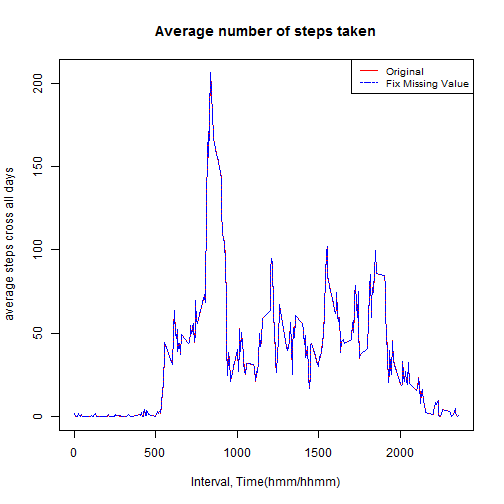 Average number of steps taken
Original
Fix Missing Value
average steps cross all days
200
150
100
50
0
0
500
1000
1500
2000
Interval, Time(hmm/hhmm)